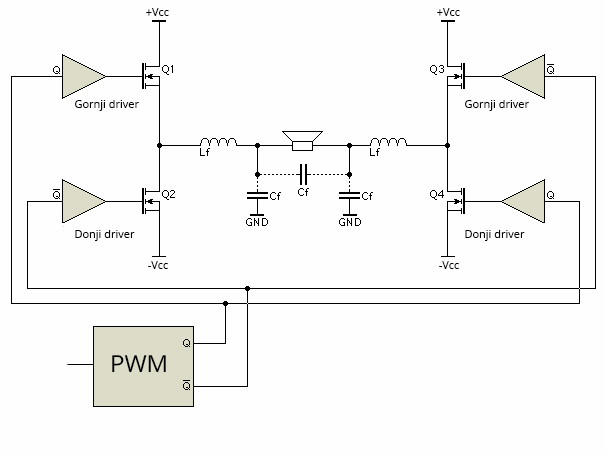 +Vcc +Vcc
Q Q1 Q3 Q̅
Gornji driver Gornji driver
Lf Lf
Q̅ Q2 Cf Cf Cf Q4 Q
GND GND
Donji driver Donji driver
-Vcc -Vcc
Q
PWM
Q̅